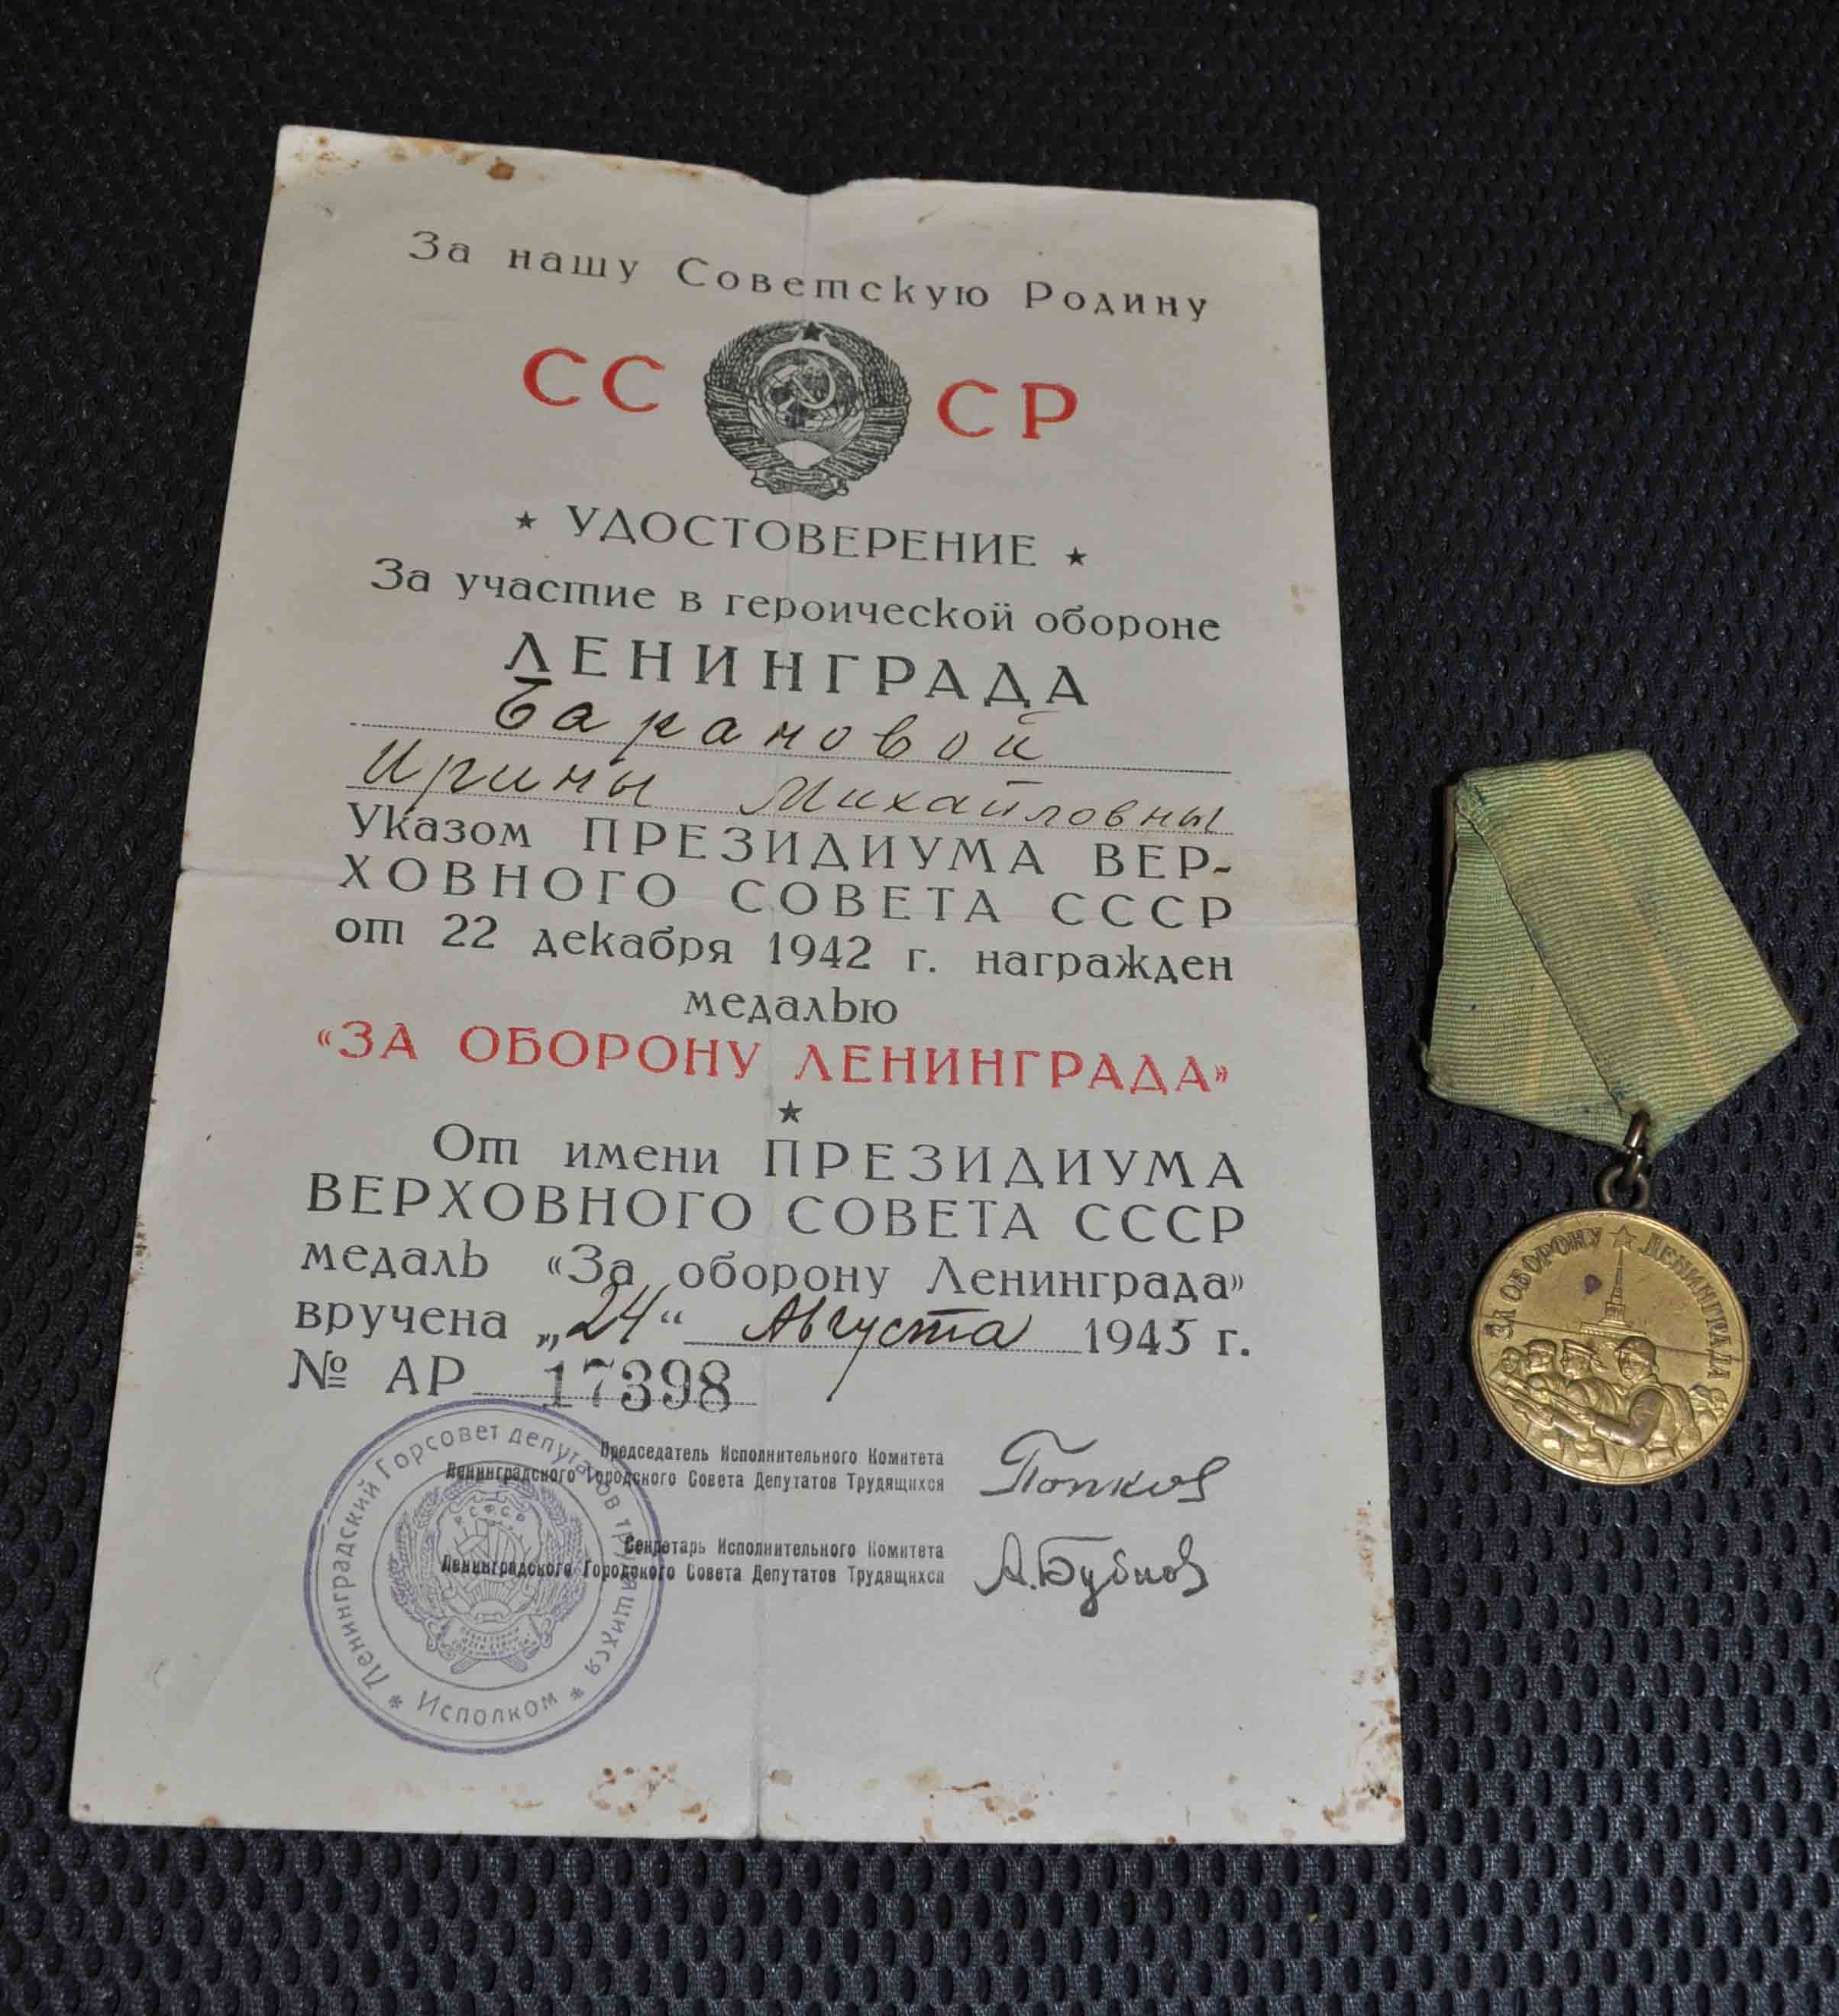 За нашу Советскую Родину
СС СР
★ УДОСТОВЕРЕНИЕ ★
За участие в героической обороне
ЛЕНИНГРАДА
Барановой
Ирины Михайловны
Указом ПРЕЗИДИУМА ВЕР-
ХОВНОГО СОВЕТА СССР
от 22 декабря 1942 г. награжден
медалью
«ЗА ОБОРОНУ ЛЕНИНГРАДА»
★
От имени ПРЕЗИДИУМА
ВЕРХОВНОГО СОВЕТА СССР
медаль «За оборону Ленинграда»
вручена „24“ Августа 1943 г.
№ АР 17398
Председатель Исполнительного Комитета
Ленинградского Городского Совета Депутатов Трудящихся
Попков
Секретарь Исполнительного Комитета
Ленинградского Городского Совета Депутатов Трудящихся
А.Бубнов
Ленинградский Горсовет депутатов трудящихся
* Исполком *
РСФСР
ЗА ОБОРОНУ ☆ ЛЕНИНГРАДА